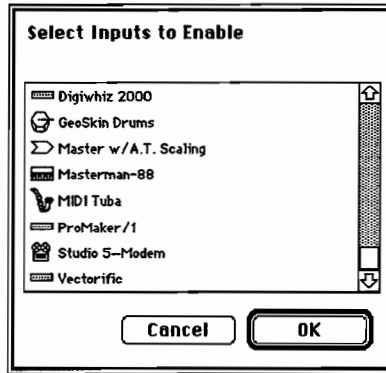 Select Inputs to Enable
Digiwhiz 2000
GeoSkin Drums
Master w/A.T. Scaling
Masterman-88
MIDI Tuba
ProMaker/1
Studio 5–Modem
Vectorific
Cancel
OK